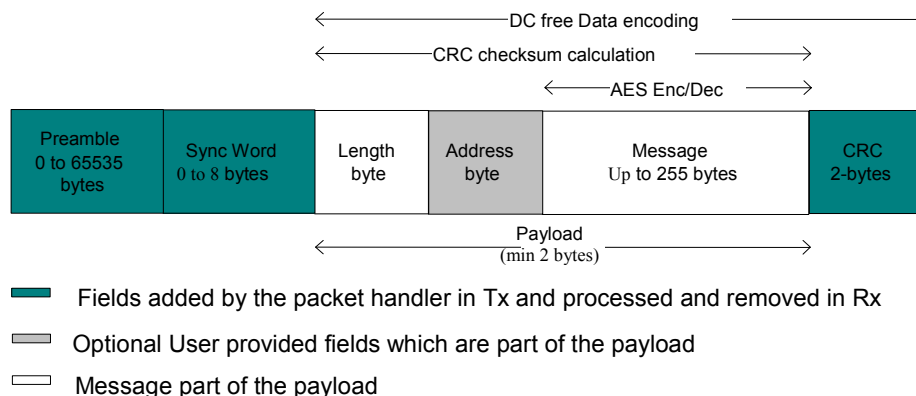 DC free Data encoding
CRC checksum calculation
AES Enc/Dec
Preamble
0 to 65535
bytes
Sync Word
0 to 8 bytes
Length
byte
Address
byte
Message
Up to 255 bytes
CRC
2-bytes
Payload
(min 2 bytes)
Fields added by the packet handler in Tx and processed and removed in Rx
Optional User provided fields which are part of the payload
Message part of the payload